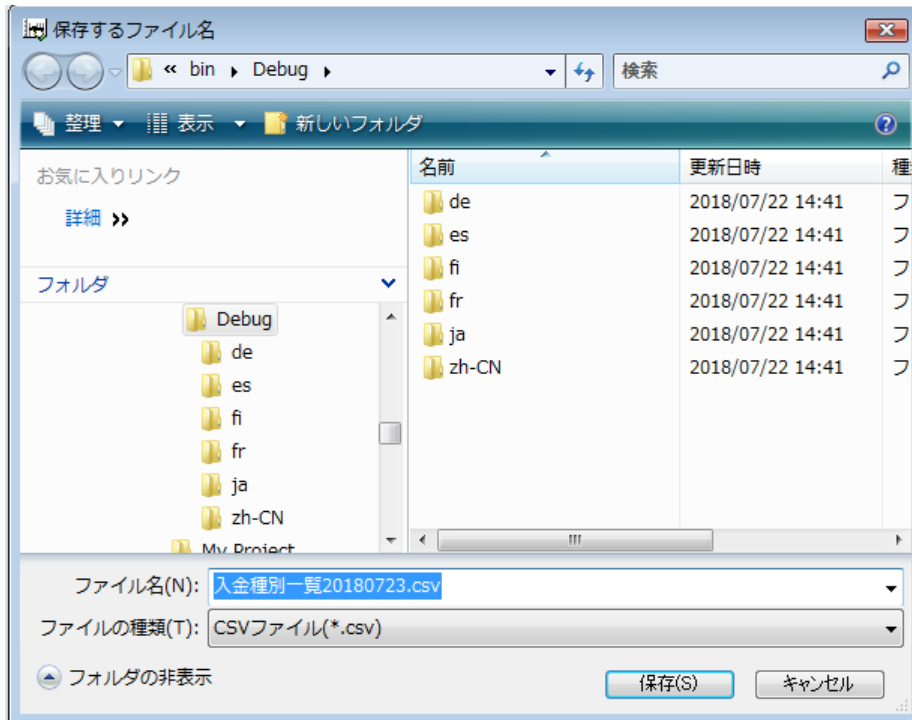 保存するファイル名
« bin ▸ Debug ▸
検索
整理 ▼ 表示 ▼ 新しいフォルダ
お気に入りリンク
詳細 »
フォルダ
Debug
de
es
fi
fr
ja
zh-CN
My Project
名前 更新日時
de 2018/07/22 14:41 フ
es 2018/07/22 14:41 フ
fi 2018/07/22 14:41 フ
fr 2018/07/22 14:41 フ
ja 2018/07/22 14:41 フ
zh-CN 2018/07/22 14:41 フ
ファイル名(N): 入金種別一覧20180723.csv
ファイルの種類(T): CSVファイル(*.csv)
フォルダの非表示
保存(S) キャンセル